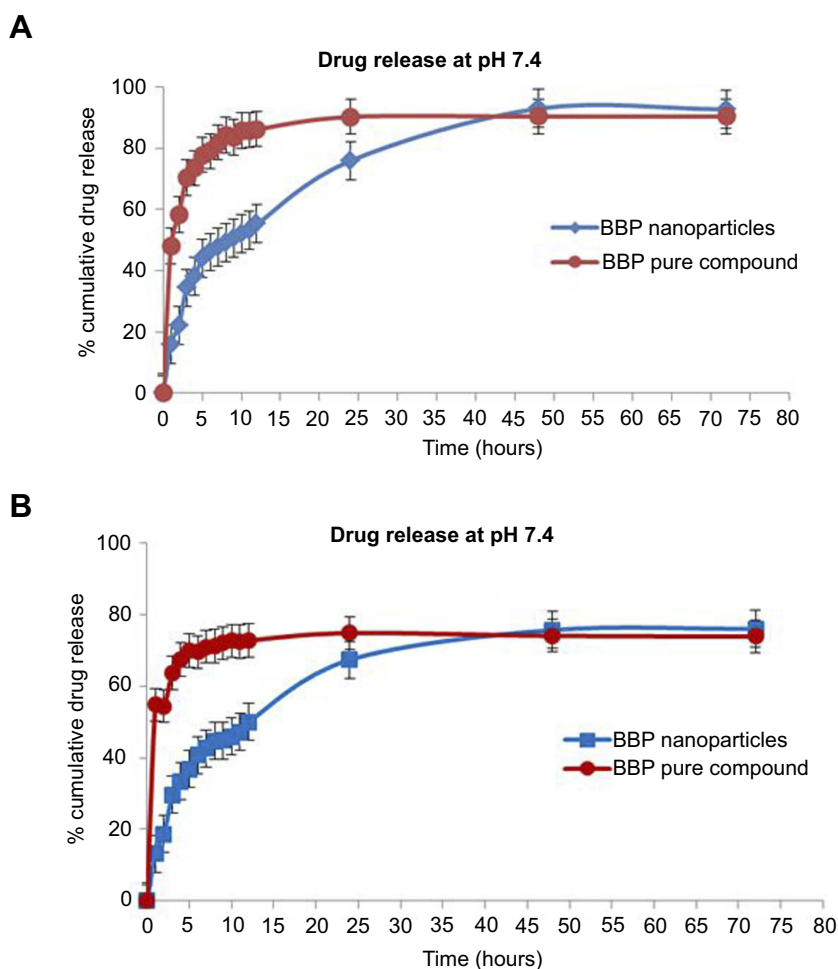 A
Drug release at pH 7.4
100
80
60
40
20
0
% cumulative drug release
BBP nanoparticles
BBP pure compound
0 5 10 15 20 25 30 35 40 45 50 55 60 65 70 75 80
Time (hours)
B
Drug release at pH 7.4
100
80
60
40
20
0
% cumulative drug release
BBP nanoparticles
BBP pure compound
0 5 10 15 20 25 30 35 40 45 50 55 60 65 70 75 80
Time (hours)